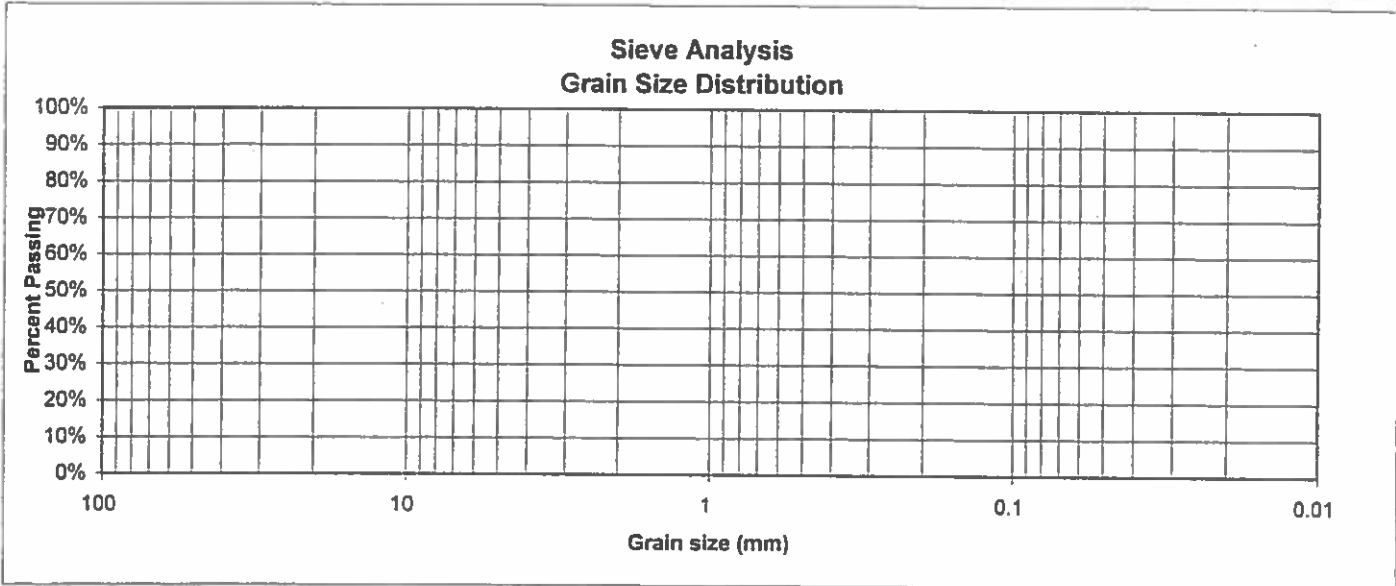 Sieve Analysis
Grain Size Distribution
Percent Passing
100%
90%
80%
70%
60%
50%
40%
30%
20%
10%
0%
100 10 1 0.1 0.01
Grain size (mm)